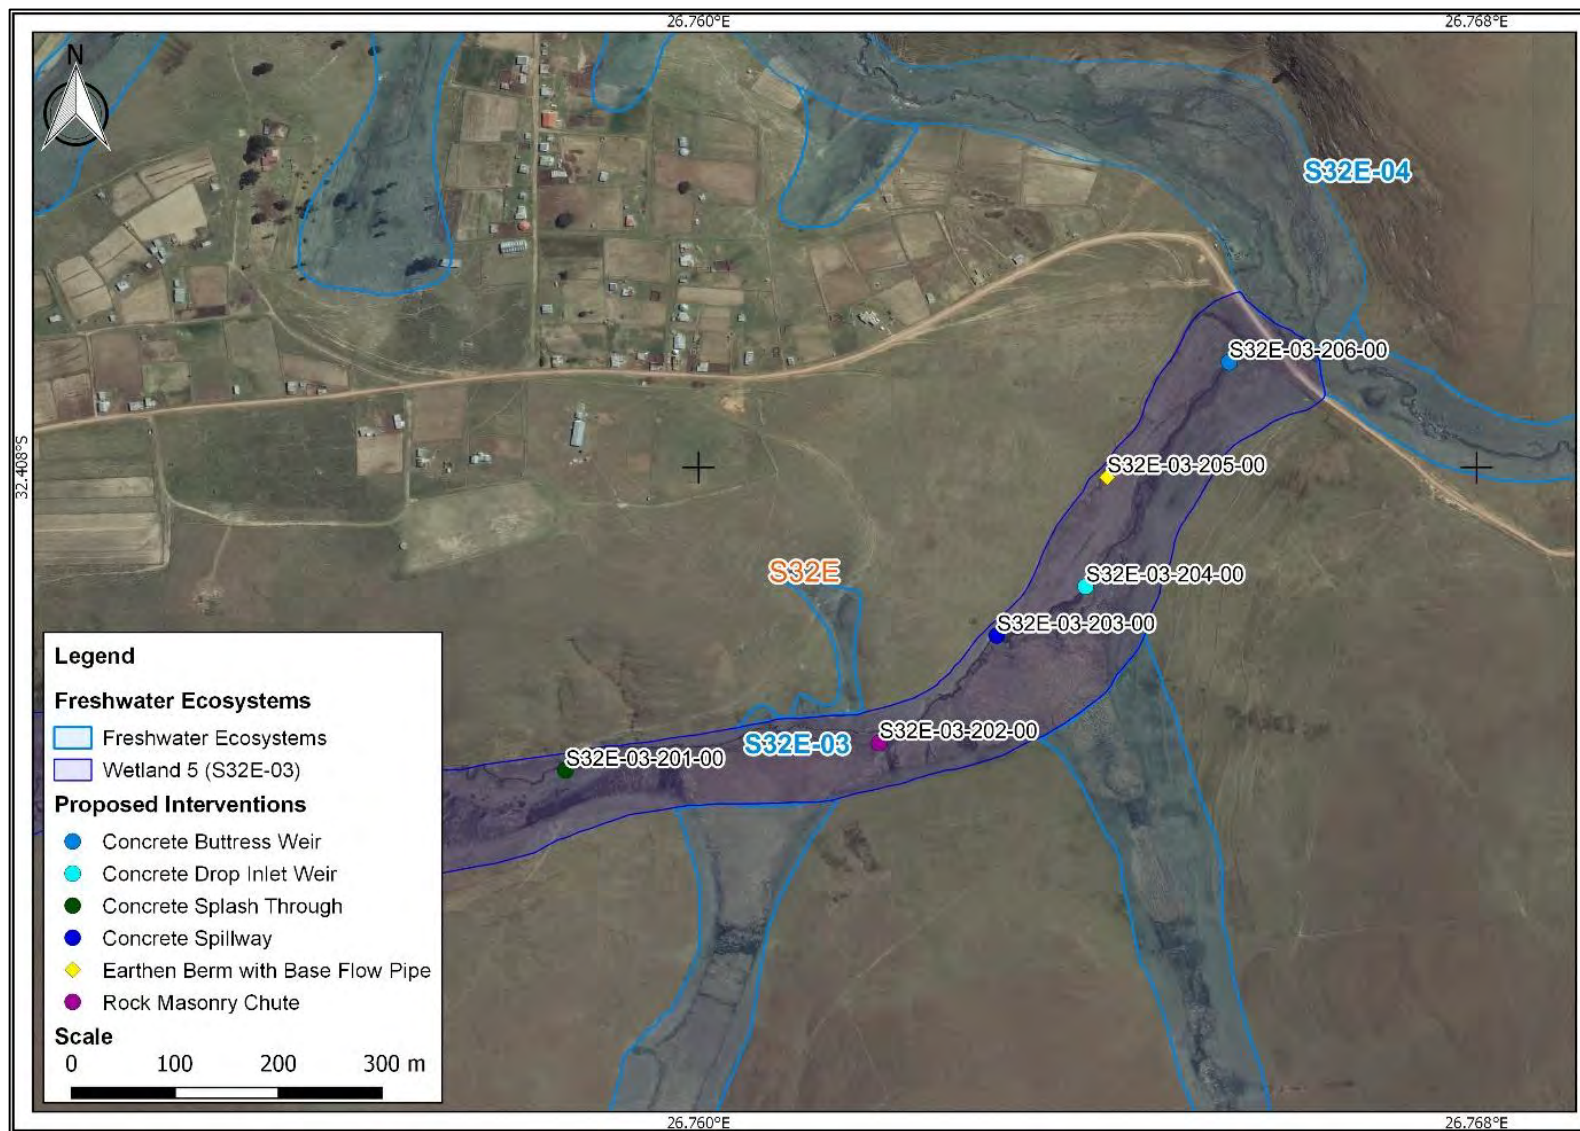 26.760°E
26.768°E
N
S32E-04
S32E-03-206-00
32.408°S
S32E-03-205-00
S32E
S32E-03-204-00
S32E-03-203-00
S32E-03-202-00
S32E-03
S32E-03-201-00
Legend
Freshwater Ecosystems
Freshwater Ecosystems
Wetland 5 (S32E-03)
Proposed Interventions
Concrete Buttress Weir
Concrete Drop Inlet Weir
Concrete Splash Through
Concrete Spillway
Earthen Berm with Base Flow Pipe
Rock Masonry Chute
Scale
0 100 200 300 m
26.760°E
26.768°E